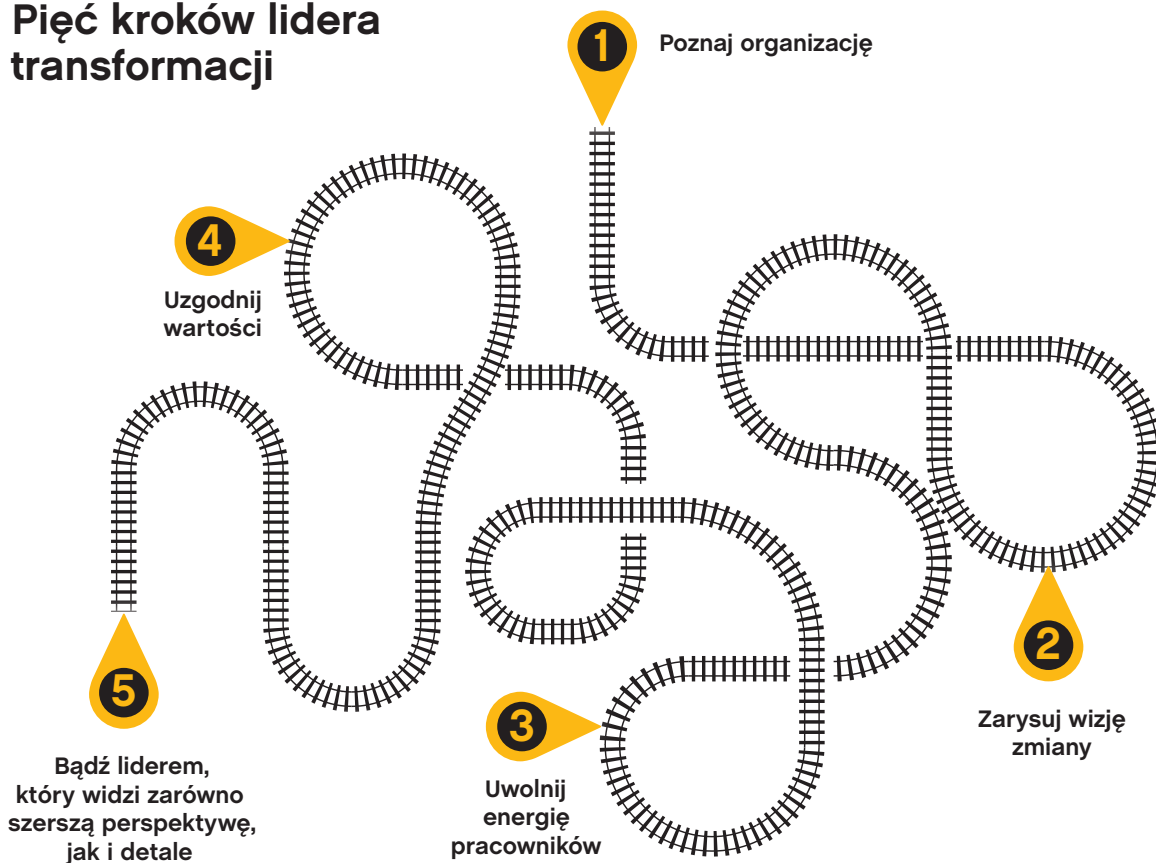 Pięć kroków lidera
transformacji
1
Poznaj organizację
2
Zarysuj wizję
zmiany
3
Uwolnij
energię
pracowników
4
Uzgodnij
wartości
5
Bądź liderem,
który widzi zarówno
szerszą perspektywę,
jak i detale